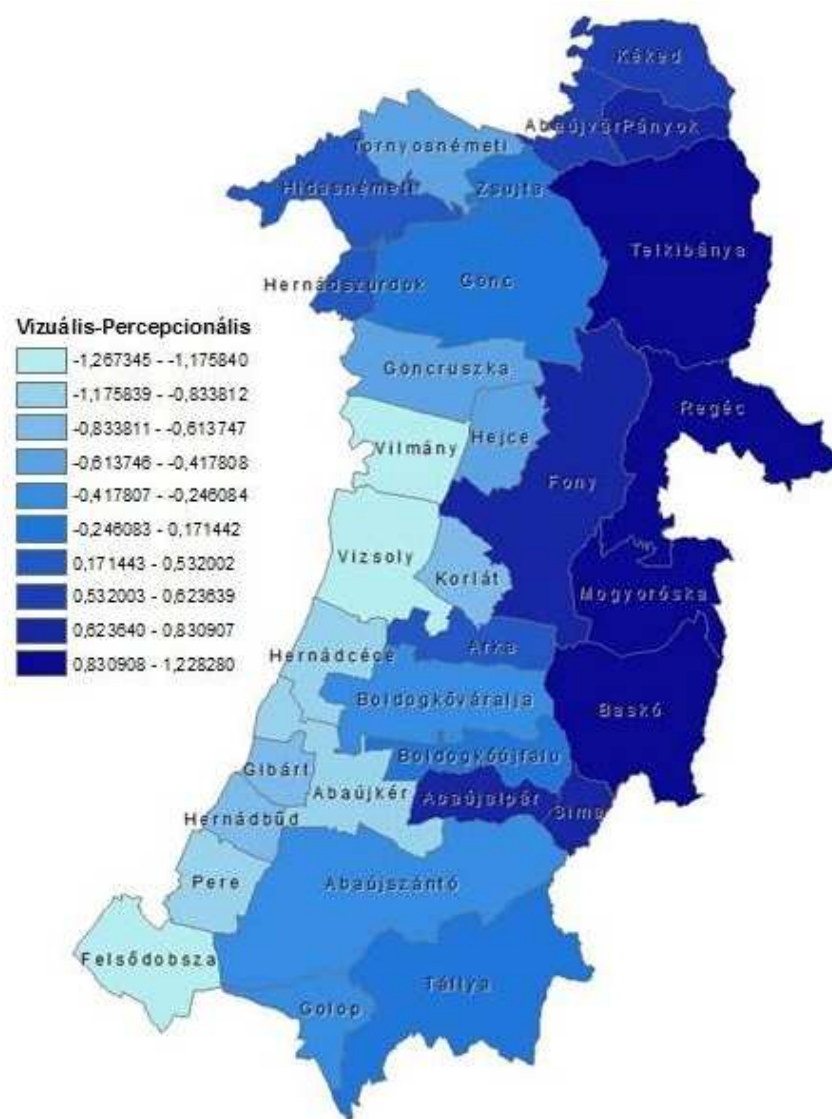 Kéked
Abaújvár
Pányok
Tornyosnémeti
Hidasnémeti
Zsujta
Telkibánya
Hernádszurdok
Gönc
Vizuális-Percepcionális
-1,267345 - -1,175840
-1,175839 - -0,833812
-0,833811 - -0,613747
-0,613746 - -0,417808
-0,417807 - -0,246084
-0,246083 - 0,171442
0,171443 - 0,532002
0,532003 - 0,623639
0,623640 - 0,830907
0,830908 - 1,228280
Göncruszka
Regéc
Vilmány
Hejce
Fony
Vizsoly
Korlát
Mogyoróska
Hernádcéce
Arka
Boldogkőváralja
Baskó
Boldogkőújfalu
Gibárt
Abaújkér
Abaújalpár
Sima
Hernádbűd
Pere
Abaújszántó
Felsődobsza
Tállya
Golop